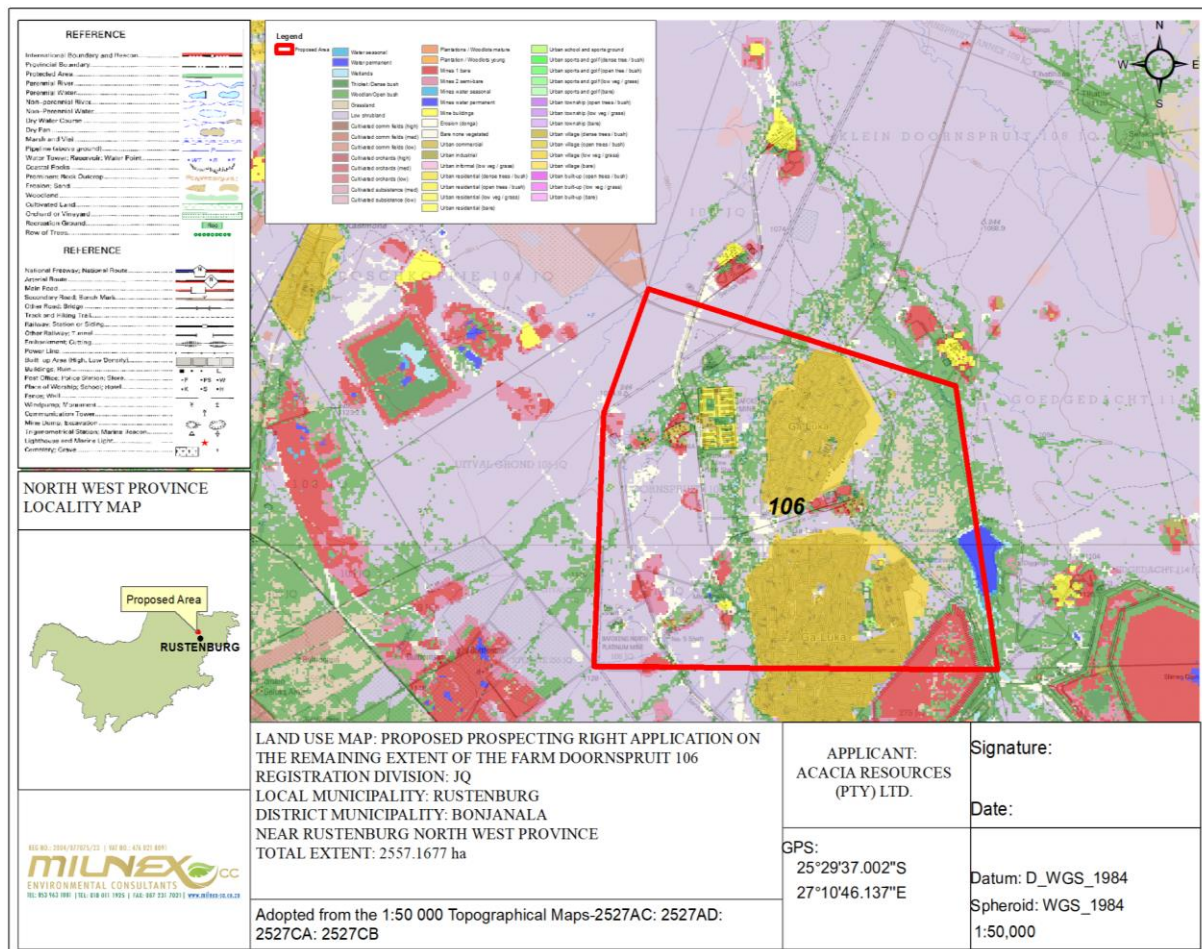 REFERENCE
International Boundary and Beacon
Provincial Boundary
Protected Area
Perennial River
Perennial Water
Non-perennial River
Non-Perennial Water
Dry Water Course
Dry Pan
Marsh and Vlei
Pipeline (above ground)
Water Tower; Reservoir; Water Point
Coastal Rocks
Prominent Rock Outcrop
Erosion; Sand
Woodland
Cultivated Land
Orchard or Vineyard
Recreation Ground
Row of Trees
REFERENCE
National Freeway; National Route
Arterial Route
Main Road
Secondary Road; Bench Mark
Other Road; Bridge
Track and Hiking Trail
Railway; Station or Siding
Other Railway; Tunnel
Embankment; Cutting
Power Line
Built-up Area (High, Low Density)
Buildings; Ruin
Post Office; Police Station; Store
Place of Worship; School; Hotel
Fence; Wall
Windpump; Monument
Communication Tower
Mine Dump; Excavation
Trigonometrical Station; Marine Beacon
Lighthouse and Marine Light
Cemetery; Grave
Legend
Proposed Area
Water seasonal
Water permanent
Wetlands
Thicket /Dense bush
Woodlan/Open bush
Grassland
Low shrubland
Cultivated comm fields (high)
Cultivated comm fields (med)
Cultivated comm fields (low)
Cultivated orchards (high)
Cultivated orchards (med)
Cultivated orchards (low)
Cultivated subsistence (med)
Cultivated subsistence (low)
Plantations / Woodlots mature
Plantation / Woodlots young
Mines 1 bare
Mines 2 semi-bare
Mines water seasonal
Mines water permanent
Mine buildings
Erosion (donga)
Bare none vegetated
Urban commercial
Urban industrial
Urban informal (low veg / grass)
Urban residential (dense trees / bush)
Urban residential (open trees / bush)
Urban residential (low veg / grass)
Urban residential (bare)
Urban school and sports ground
Urban sports and golf (dense tree / bush)
Urban sports and golf (open tree / bush)
Urban sports and golf (low veg / grass)
Urban sports and golf (bare)
Urban township (open trees / bush)
Urban township (low veg / grass)
Urban township (bare)
Urban village (dense trees / bush)
Urban village (open trees / bush)
Urban village (low veg / grass)
Urban village (bare)
Urban built-up (open trees / bush)
Urban built-up (low veg / grass)
Urban built-up (bare)
N
W E
S
KLEIN DOORNSPRUIT 108 JQ
UITVAL GROND 105 JQ
106
Ga-Luka
NORTH WEST PROVINCE
LOCALITY MAP
Proposed Area
RUSTENBURG
MILNEX CC
ENVIRONMENTAL CONSULTANTS
LAND USE MAP: PROPOSED PROSPECTING RIGHT APPLICATION ON
THE REMAINING EXTENT OF THE FARM DOORNSPRUIT 106
REGISTRATION DIVISION: JQ
LOCAL MUNICIPALITY: RUSTENBURG
DISTRICT MUNICIPALITY: BONJANALA
NEAR RUSTENBURG NORTH WEST PROVINCE
TOTAL EXTENT: 2557.1677 ha
Adopted from the 1:50 000 Topographical Maps-2527AC: 2527AD:
2527CA: 2527CB
APPLICANT:
ACACIA RESOURCES
(PTY) LTD.
GPS:
25°29'37.002"S
27°10'46.137"E
Signature:
Date:
Datum: D_WGS_1984
Spheroid: WGS_1984
1:50,000